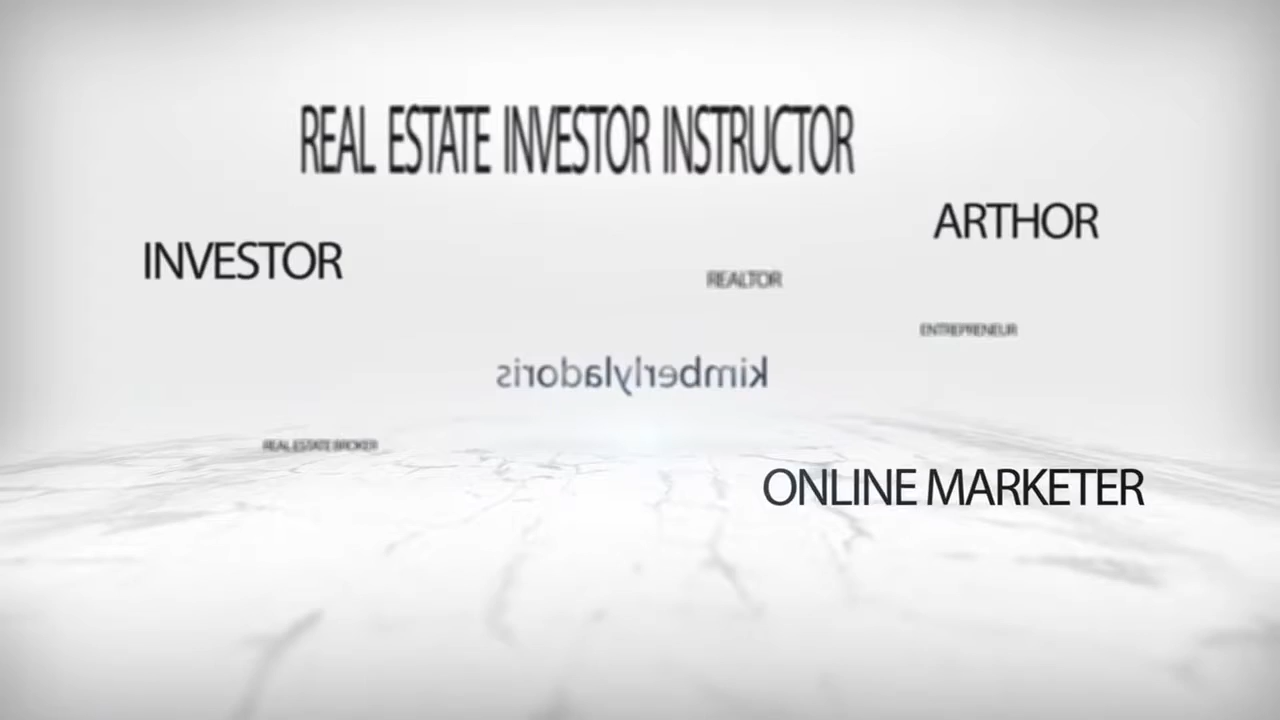 REAL ESTATE INVESTOR INSTRUCTOR
ARTHOR
INVESTOR
REALTOR
ENTREPRENEUR
kimberlyladoris
REAL ESTATE BROKER
ONLINE MARKETER